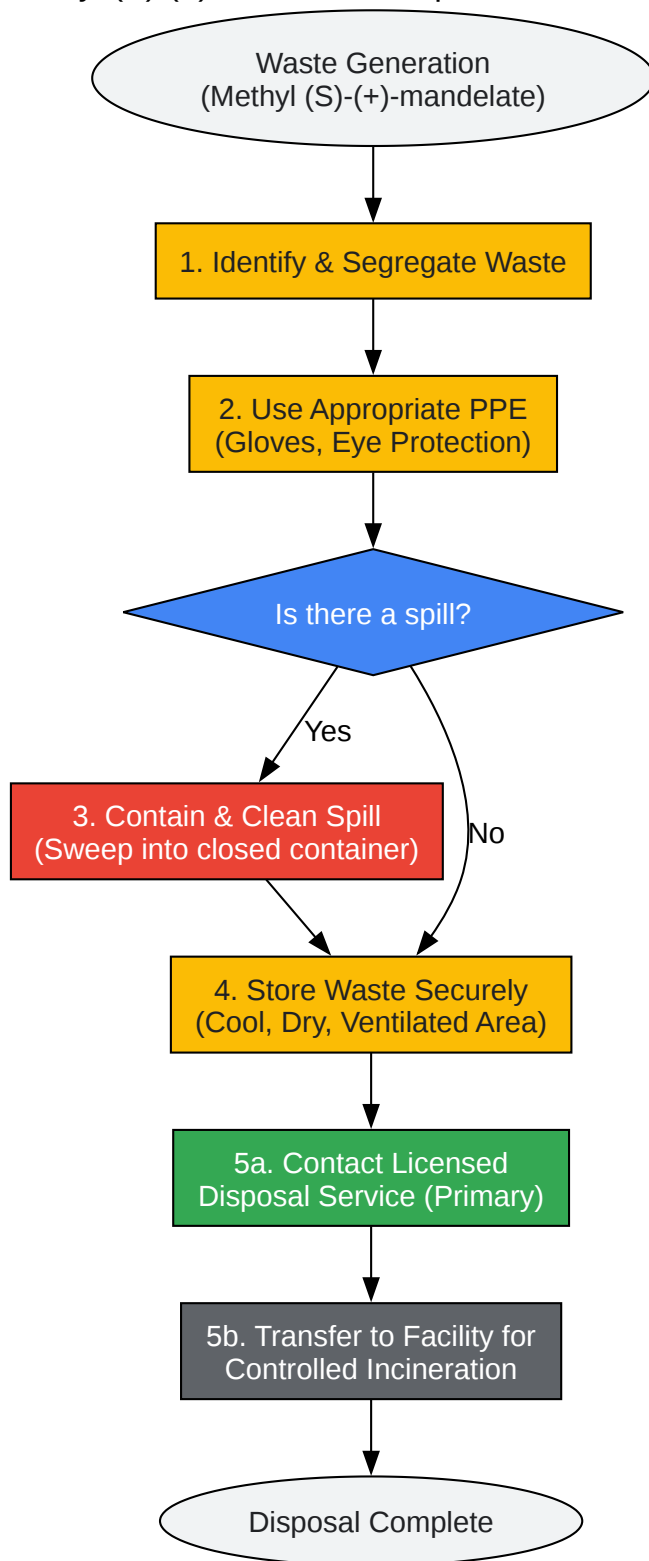 Waste Generation
(Methyl (S)-(+)-mandelate)
1. Identify & Segregate Waste
2. Use Appropriate PPE
(Gloves, Eye Protection)
Is there a spill?
Yes
3. Contain & Clean Spill
(Sweep into closed container)
No
4. Store Waste Securely
(Cool, Dry, Ventilated Area)
5a. Contact Licensed
Disposal Service (Primary)
5b. Transfer to Facility for
Controlled Incineration
Disposal Complete